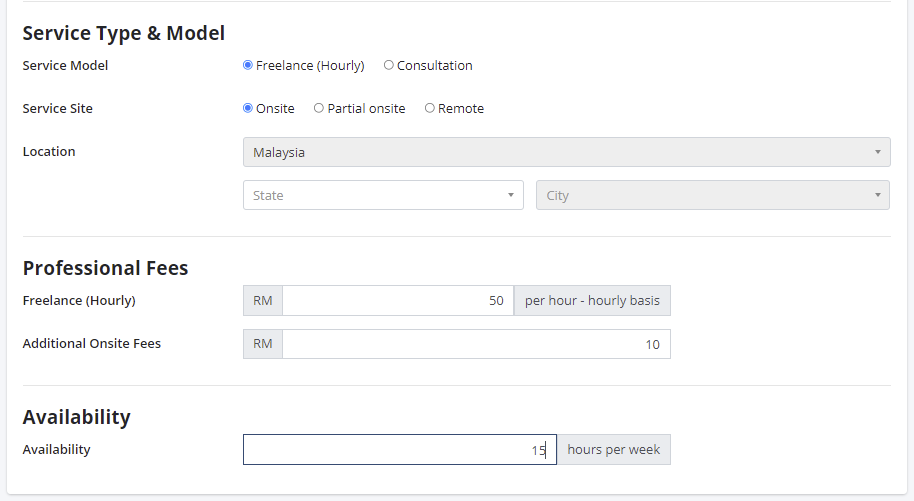 Service Type & Model
Service Model Freelance (Hourly) Consultation
Service Site Onsite Partial onsite Remote
Location Malaysia
State City
Professional Fees
Freelance (Hourly) RM 50 per hour - hourly basis
Additional Onsite Fees RM 10
Availability
Availability 15 hours per week